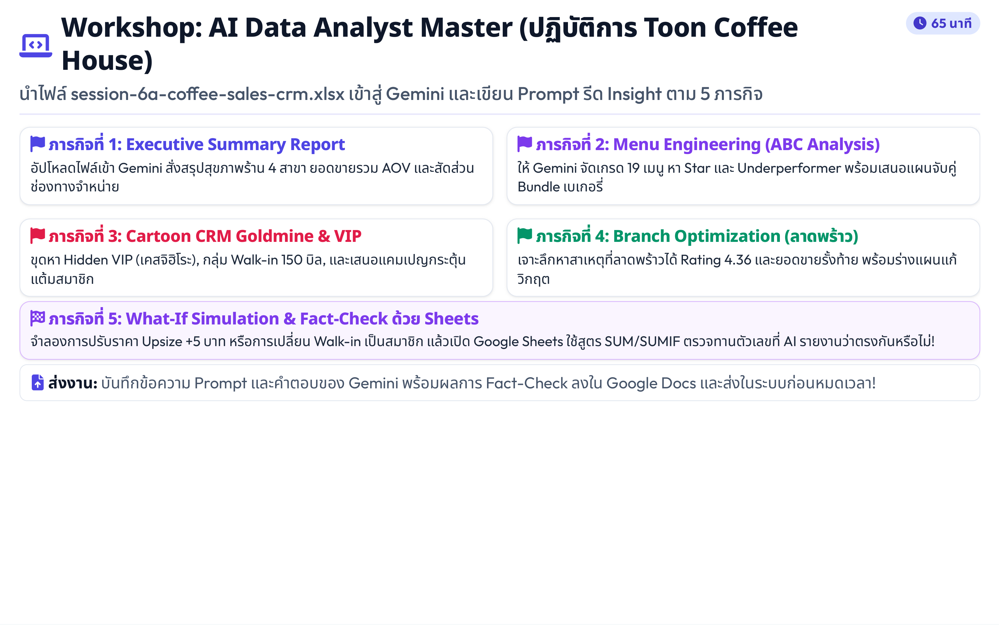 Workshop: AI Data Analyst Master (ปฏิบัติการ Toon Coffee
House)
65 นาที
นำไฟล์ session-6a-coffee-sales-crm.xlsx เข้าสู่ Gemini และเขียน Prompt รีด Insight ตาม 5 ภารกิจ
ภารกิจที่ 1: Executive Summary Report
อัปโหลดไฟล์เข้า Gemini สั่งสรุปสุขภาพร้าน 4 สาขา ยอดขายรวม AOV และสัดส่วน
ช่องทางจำหน่าย
ภารกิจที่ 2: Menu Engineering (ABC Analysis)
ให้ Gemini จัดเกรด 19 เมนู หา Star และ Underperformer พร้อมเสนอแผนจับคู่
Bundle เบเกอรี่
ภารกิจที่ 3: Cartoon CRM Goldmine & VIP
ขุดหา Hidden VIP (เคสจิฮิโระ), กลุ่ม Walk-in 150 บิล, และเสนอแคมเปญกระตุ้น
แต้มสมาชิก
ภารกิจที่ 4: Branch Optimization (ลาดพร้าว)
เจาะลึกหาสาเหตุที่ลาดพร้าวได้ Rating 4.36 และยอดขายรั้งท้าย พร้อมร่างแผนแก้
วิกฤต
ภารกิจที่ 5: What-If Simulation & Fact-Check ด้วย Sheets
จำลองการปรับราคา Upsize +5 บาท หรือการเปลี่ยน Walk-in เป็นสมาชิก แล้วเปิด Google Sheets ใช้สูตร SUM/SUMIF ตรวจทานตัวเลขที่ AI รายงานว่าตรงกันหรือไม่!
ส่งงาน: บันทึกข้อความ Prompt และคำตอบของ Gemini พร้อมผลการ Fact-Check ลงใน Google Docs และส่งในระบบก่อนหมดเวลา!